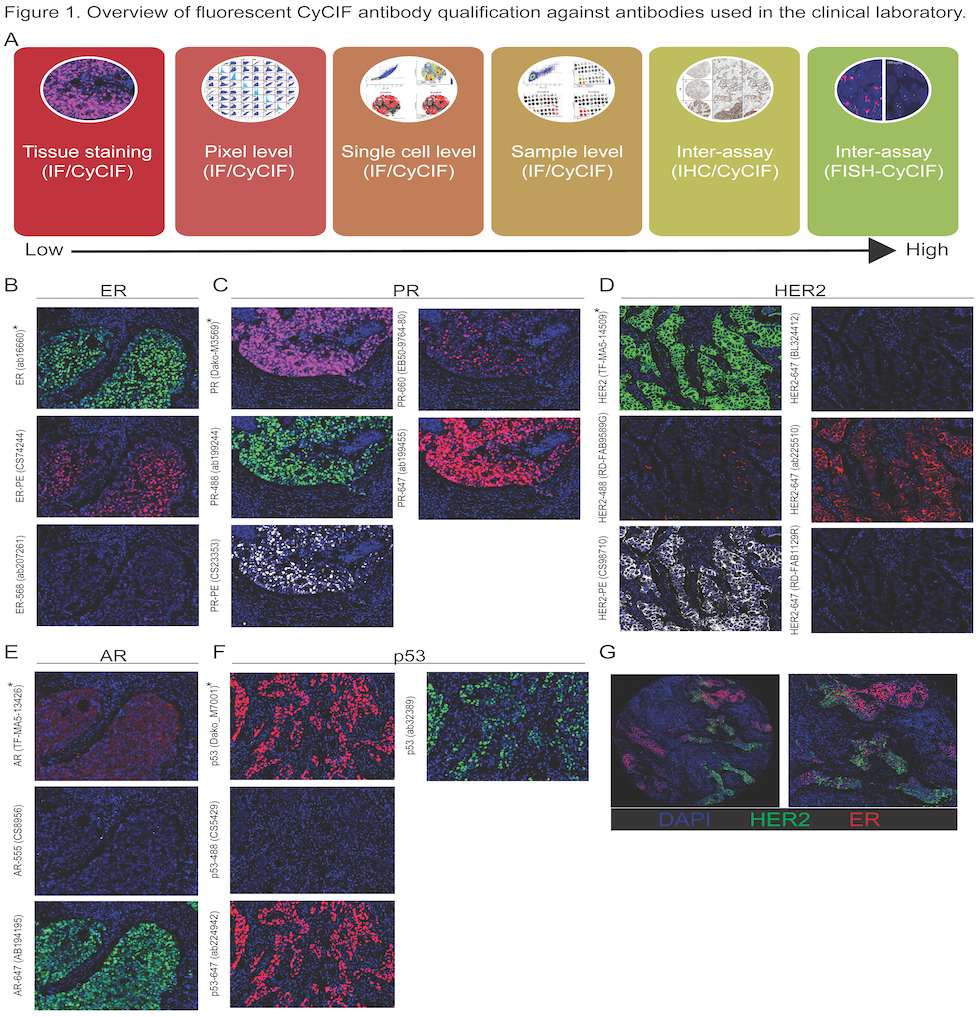 Figure 1. Overview of fluorescent CyCIF antibody qualification against antibodies used in the clinical laboratory.
A
Tissue staining
(IF/CyCIF)
Pixel level
(IF/CyCIF)
Single cell level
(IF/CyCIF)
Sample level
(IF/CyCIF)
Inter-assay
(IHC/CyCIF)
Inter-assay
(FISH-CyCIF)
Low
High
B
ER
ER (ab16660)*
ER-PE (CS74244)
ER-568 (ab207261)
C
PR
PR (Dako-M3569)*
PR-488 (ab199244)
PR-PE (CS23353)
PR-660 (EB50-9764-80)
PR-647 (ab199455)
D
HER2
HER2 (TF-MA5-14509)*
HER2-488 (RD-FAB9589G)
HER2-PE (CS98710)
HER2-647 (BL324412)
HER2-647 (ab225510)
HER2-647 (RD-FAB1129R)
E
AR
AR (TF-MA5-13426)*
AR-555 (CS8956)
AR-647 (AB194195)
F
p53
p53 (Dako_M7001)*
p53-488 (CS5429)
p53-647 (ab224942)
p53 (ab32389)
G
DAPI HER2 ER